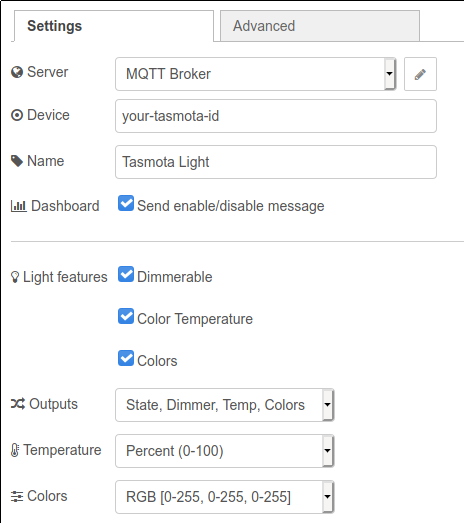 Settings
Advanced
Server
MQTT Broker
Device
your-tasmota-id
Name
Tasmota Light
Dashboard
Send enable/disable message
Light features
Dimmerable
Color Temperature
Colors
Outputs
State, Dimmer, Temp, Colors
Temperature
Percent (0-100)
Colors
RGB [0-255, 0-255, 0-255]